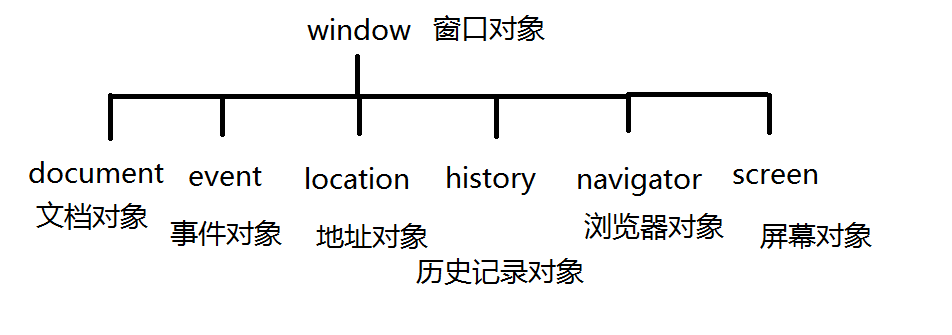 window 窗口对象
document event location history navigator screen
文档对象 事件对象 地址对象 历史记录对象 浏览器对象 屏幕对象